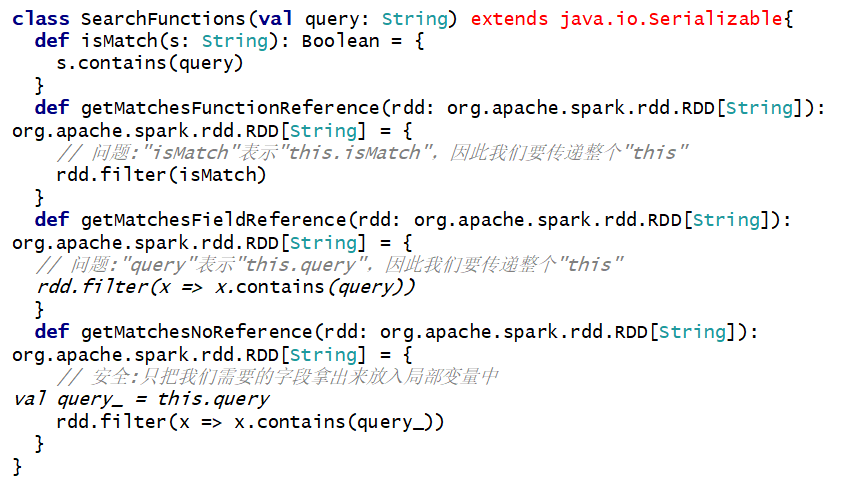 class SearchFunctions(val query: String) extends java.io.Serializable{
  def isMatch(s: String): Boolean = {
    s.contains(query)
  }
  def getMatchesFunctionReference(rdd: org.apache.spark.rdd.RDD[String]):
org.apache.spark.rdd.RDD[String] = {
    // 问题:"isMatch"表示"this.isMatch"，因此我们要传递整个"this"
    rdd.filter(isMatch)
  }
  def getMatchesFieldReference(rdd: org.apache.spark.rdd.RDD[String]):
org.apache.spark.rdd.RDD[String] = {
  // 问题:"query"表示"this.query"，因此我们要传递整个"this"
  rdd.filter(x => x.contains(query))
  }
  def getMatchesNoReference(rdd: org.apache.spark.rdd.RDD[String]):
org.apache.spark.rdd.RDD[String] = {
    // 安全:只把我们需要的字段拿出来放入局部变量中
val query_ = this.query
    rdd.filter(x => x.contains(query_))
  }
}